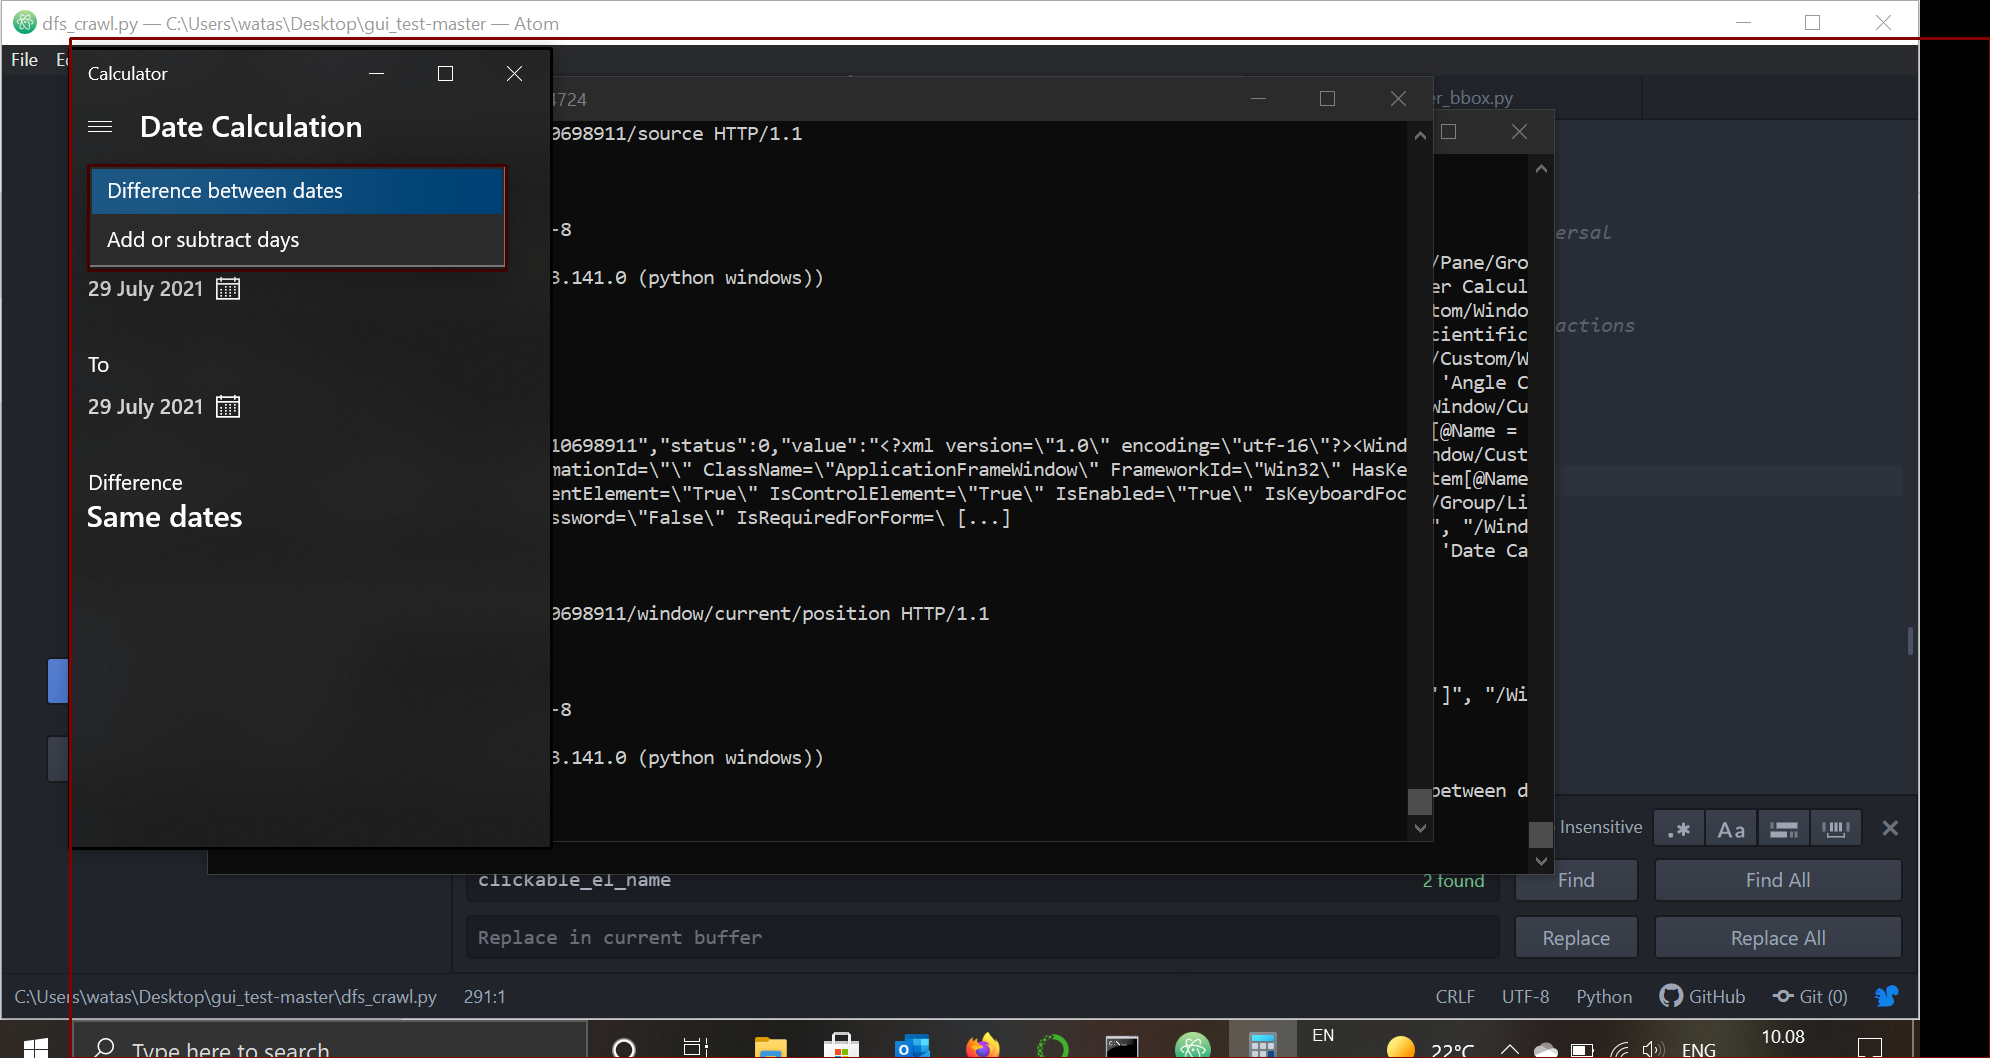 dfs_crawl.py — C:\Users\watas\Desktop\gui_test-master — Atom
File
Calculator
Date Calculation
Difference between dates
Add or subtract days
29 July 2021
To
29 July 2021
Difference
Same dates
4724
0698911/source HTTP/1.1
-8
3.141.0 (python windows))
10698911","status":0,"value":"<?xml version=\"1.0\" encoding=\"utf-16\"?><Wind
mationId=\"\" ClassName=\"ApplicationFrameWindow\" FrameworkId=\"Win32\" HasKe
entElement=\"True\" IsControlElement=\"True\" IsEnabled=\"True\" IsKeyboardFoc
ssword=\"False\" IsRequiredForForm=\ [...]
0698911/window/current/position HTTP/1.1
-8
3.141.0 (python windows))
er_bbox.py
ersal
actions
/Pane/Gro
er Calcul
tom/Windo
cientific
/Custom/W
'Angle C
Window/Cu
[@Name =
ndow/Cust
tem[@Name
/Group/Li
", "/Wind
'Date Ca
']", "/Wi
between d
Insensitive
.* Aa
clickable_el_name 2 found Find Find All
Replace in current buffer Replace Replace All
C:\Users\watas\Desktop\gui_test-master\dfs_crawl.py 291:1 CRLF UTF-8 Python GitHub Git (0)
Type here to search EN 22°C ENG 10.08